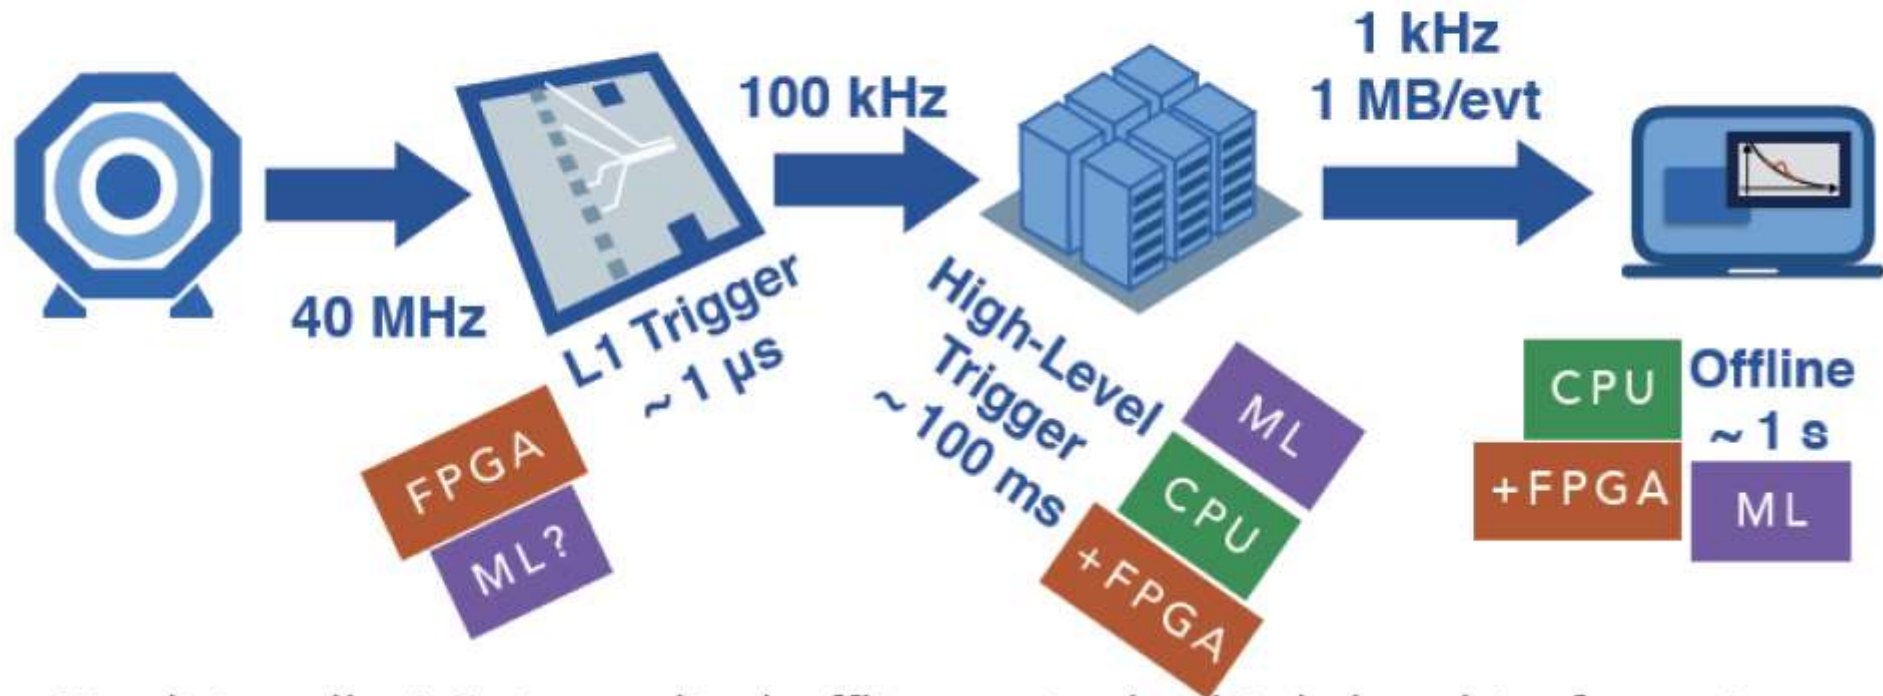 40 MHz
L1 Trigger
~ 1 µs
FPGA
ML?
100 kHz
High-Level
Trigger
~ 100 ms
ML
CPU
+FPGA
1 kHz
1 MB/evt
CPU
+FPGA
Offline
~ 1 s
ML